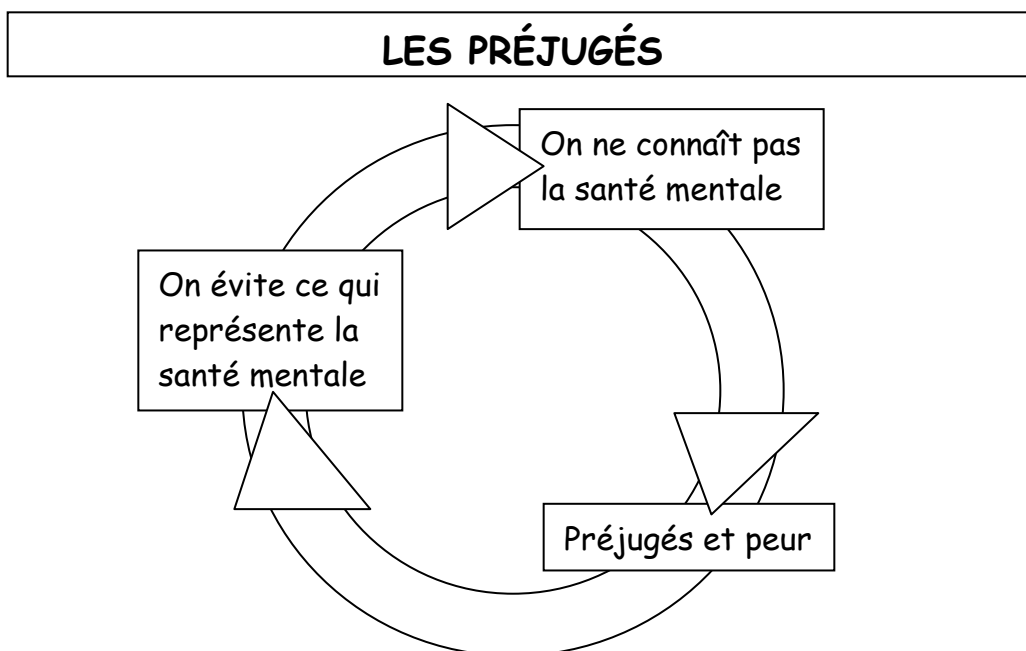 LES PRÉJUGÉS
On ne connaît pas
la santé mentale
On évite ce qui
représente la
santé mentale
Préjugés et peur